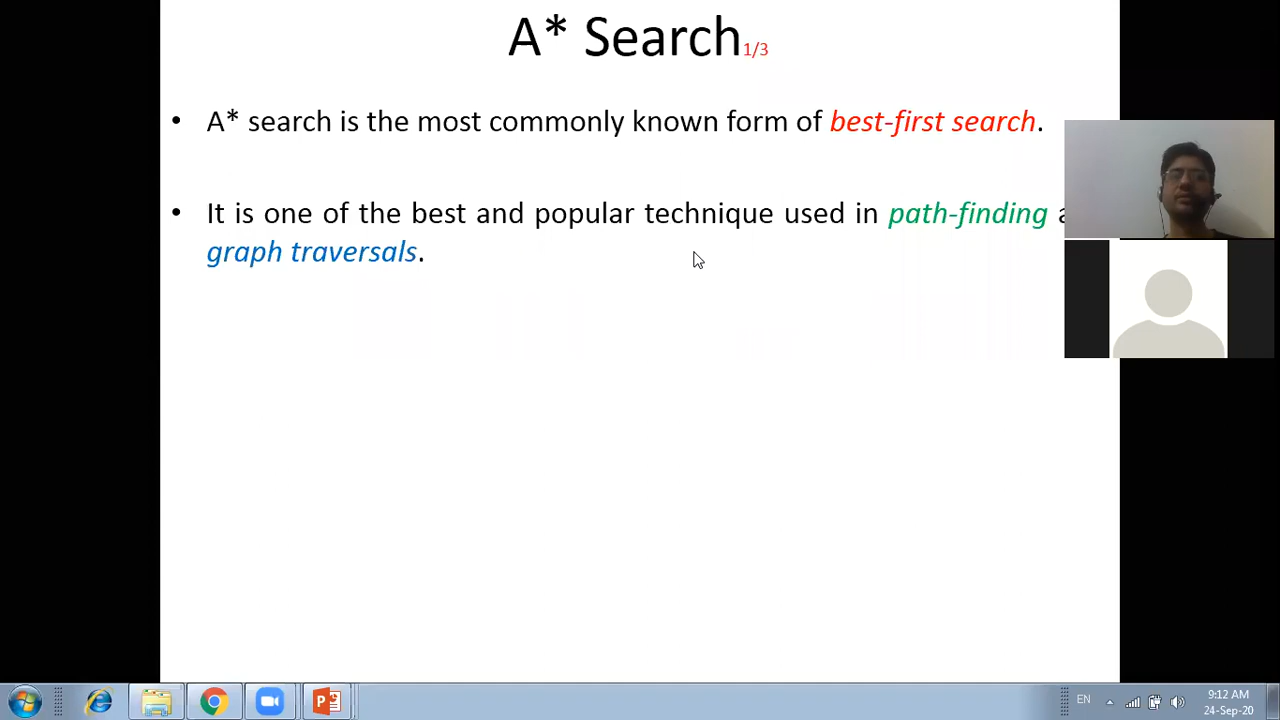 A* Search1/3
• A* search is the most commonly known form of best-first search.
• It is one of the best and popular technique used in path-finding
graph traversals.
EN
9:12 AM
24-Sep-20